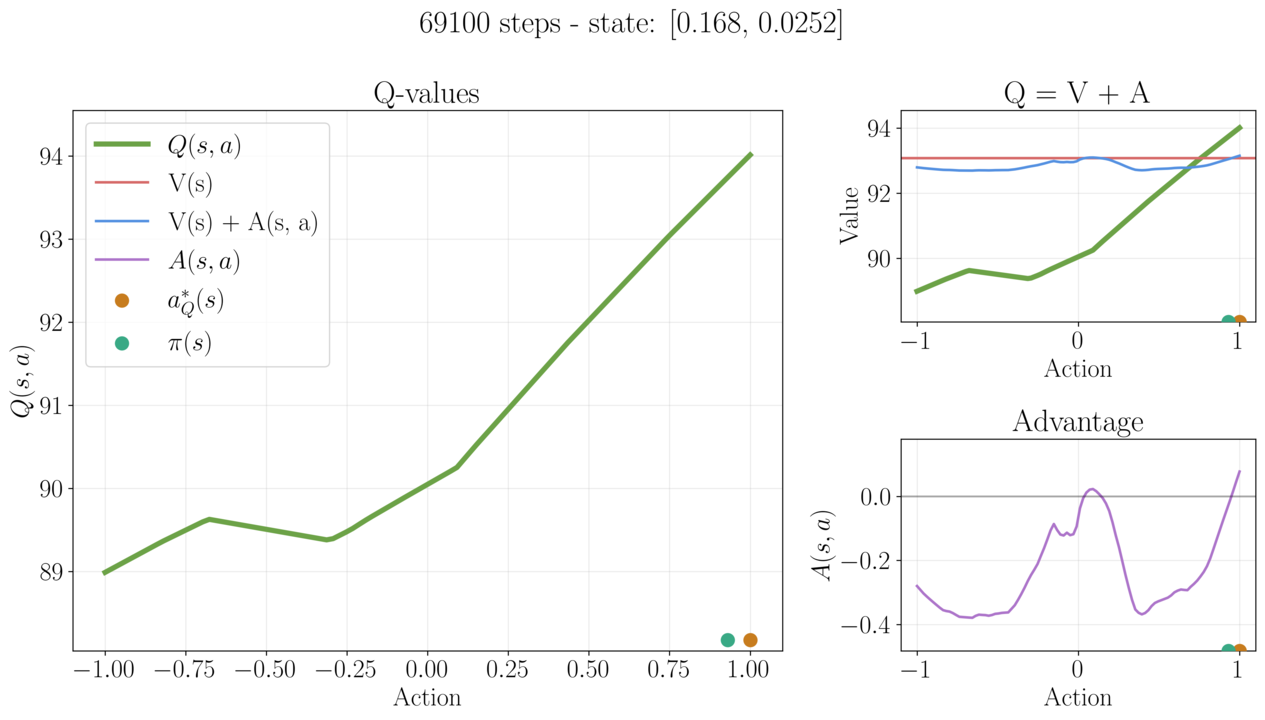 69100 steps - state: [0.168, 0.0252]
Q-values
Q(s, a)
94
93
92
91
90
89
−1.00 −0.75 −0.50 −0.25 0.00 0.25 0.50 0.75 1.00
Action
Q(s, a)
V(s)
V(s) + A(s, a)
A(s, a)
a*Q(s)
π(s)
Q = V + A
Value
94
92
90
−1 0 1
Action
Advantage
A(s, a)
0.0
−0.2
−0.4
−1 0 1
Action